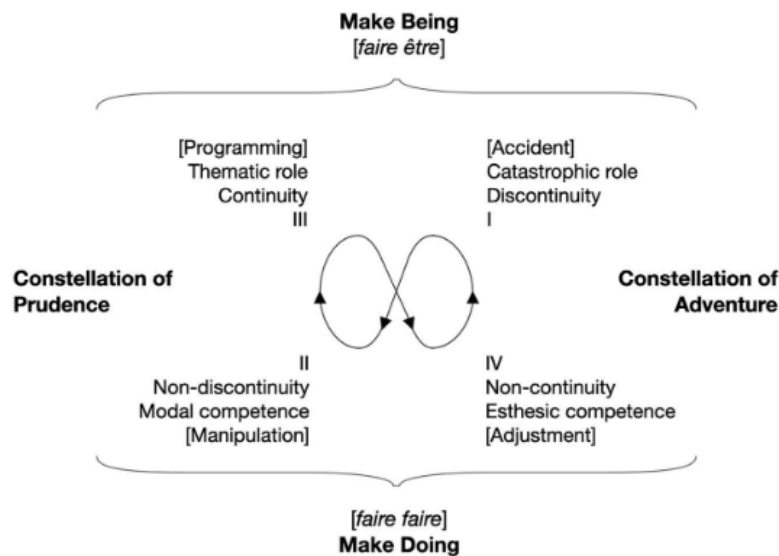 Make Being
[faire être]
[Programming]
Thematic role
Continuity
III
[Accident]
Catastrophic role
Discontinuity
I
Constellation of
Prudence
Constellation of
Adventure
II
Non-discontinuity
Modal competence
[Manipulation]
IV
Non-continuity
Esthesic competence
[Adjustment]
[faire faire]
Make Doing